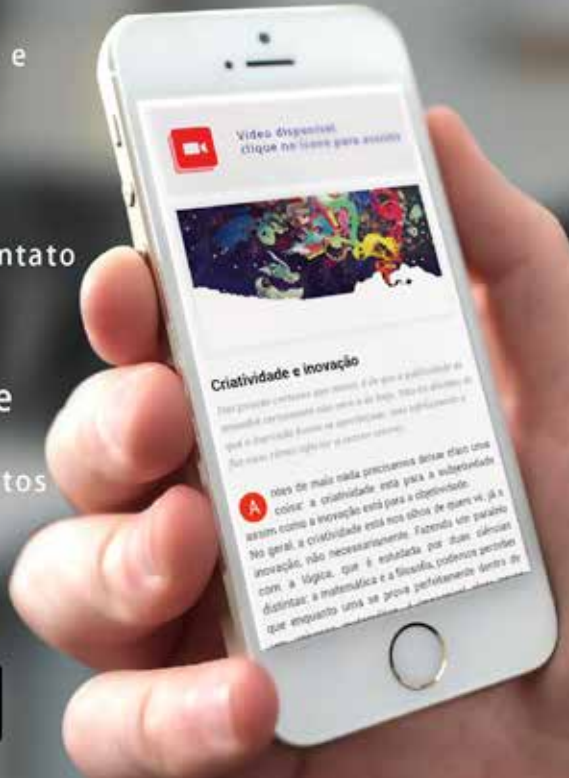 e
ntato
e
tos
Vídeo disponível
clique no ícone para assistir
Criatividade e inovação
Antes de mais nada precisamos deixar claro uma
coisa: a criatividade está para a subjetividade
assim como a inovação está para a objetividade.
No geral, a criatividade está nos olhos de quem vê, já a
inovação, não necessariamente. Fazendo um paralelo
com a lógica, que é estudada por duas ciências
distintas: a matemática e a filosofia, podemos perceber
que enquanto uma se prova perfeitamente dentro de